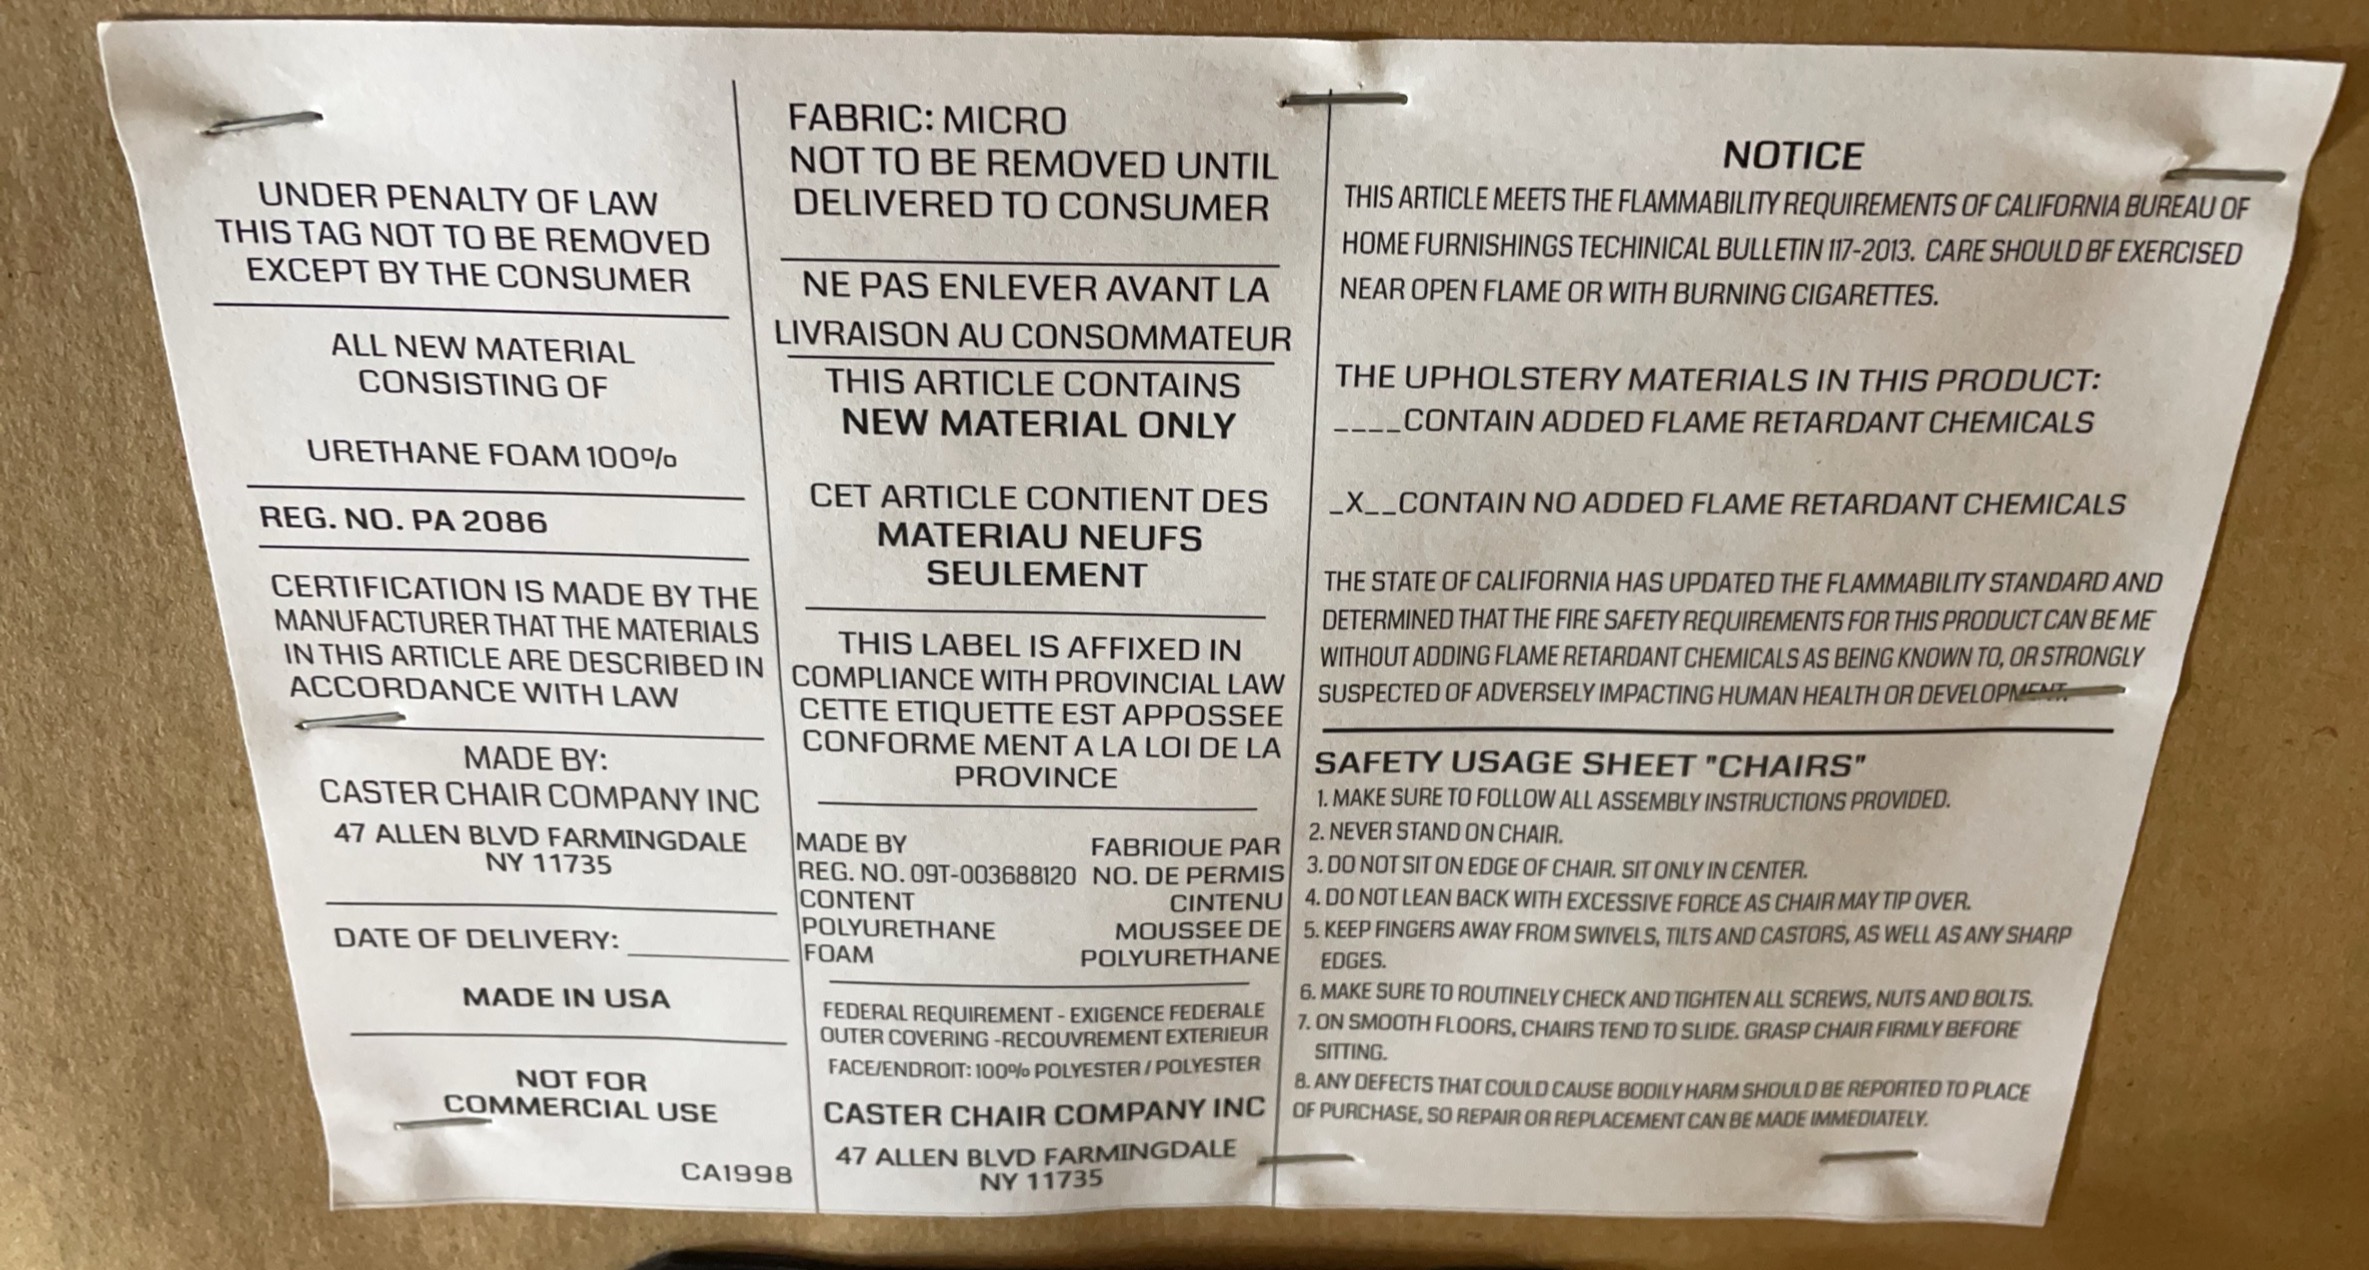 UNDER PENALTY OF LAW
THIS TAG NOT TO BE REMOVED
EXCEPT BY THE CONSUMER
ALL NEW MATERIAL
CONSISTING OF
URETHANE FOAM 100%
REG. NO. PA 2086
CERTIFICATION IS MADE BY THE
MANUFACTURER THAT THE MATERIALS
IN THIS ARTICLE ARE DESCRIBED IN
ACCORDANCE WITH LAW
MADE BY:
CASTER CHAIR COMPANY INC
47 ALLEN BLVD FARMINGDALE
NY 11735
DATE OF DELIVERY: ____________
MADE IN USA
NOT FOR
COMMERCIAL USE
CA1998
FABRIC: MICRO
NOT TO BE REMOVED UNTIL
DELIVERED TO CONSUMER
NE PAS ENLEVER AVANT LA
LIVRAISON AU CONSOMMATEUR
THIS ARTICLE CONTAINS
NEW MATERIAL ONLY
CET ARTICLE CONTIENT DES
MATERIAU NEUFS
SEULEMENT
THIS LABEL IS AFFIXED IN
COMPLIANCE WITH PROVINCIAL LAW
CETTE ETIQUETTE EST APPOSSEE
CONFORME MENT A LA LOI DE LA
PROVINCE
MADE BY FABRIQUE PAR
REG. NO. 09T-003688120 NO. DE PERMIS
CONTENT CINTENU
POLYURETHANE MOUSSEE DE
FOAM POLYURETHANE
FEDERAL REQUIREMENT - EXIGENCE FEDERALE
OUTER COVERING -RECOUVREMENT EXTERIEUR
FACE/ENDROIT: 100% POLYESTER / POLYESTER
CASTER CHAIR COMPANY INC
47 ALLEN BLVD FARMINGDALE
NY 11735
NOTICE
THIS ARTICLE MEETS THE FLAMMABILITY REQUIREMENTS OF CALIFORNIA BUREAU OF
HOME FURNISHINGS TECHINICAL BULLETIN 117-2013. CARE SHOULD BF EXERCISED
NEAR OPEN FLAME OR WITH BURNING CIGARETTES.
THE UPHOLSTERY MATERIALS IN THIS PRODUCT:
____CONTAIN ADDED FLAME RETARDANT CHEMICALS
_X__CONTAIN NO ADDED FLAME RETARDANT CHEMICALS
THE STATE OF CALIFORNIA HAS UPDATED THE FLAMMABILITY STANDARD AND
DETERMINED THAT THE FIRE SAFETY REQUIREMENTS FOR THIS PRODUCT CAN BE ME
WITHOUT ADDING FLAME RETARDANT CHEMICALS AS BEING KNOWN TO, OR STRONGLY
SUSPECTED OF ADVERSELY IMPACTING HUMAN HEALTH OR DEVELOPMENT.
SAFETY USAGE SHEET "CHAIRS"
1. MAKE SURE TO FOLLOW ALL ASSEMBLY INSTRUCTIONS PROVIDED.
2. NEVER STAND ON CHAIR.
3. DO NOT SIT ON EDGE OF CHAIR. SIT ONLY IN CENTER.
4. DO NOT LEAN BACK WITH EXCESSIVE FORCE AS CHAIR MAY TIP OVER.
5. KEEP FINGERS AWAY FROM SWIVELS, TILTS AND CASTORS, AS WELL AS ANY SHARP
EDGES.
6. MAKE SURE TO ROUTINELY CHECK AND TIGHTEN ALL SCREWS, NUTS AND BOLTS.
7. ON SMOOTH FLOORS, CHAIRS TEND TO SLIDE. GRASP CHAIR FIRMLY BEFORE
SITTING.
8. ANY DEFECTS THAT COULD CAUSE BODILY HARM SHOULD BE REPORTED TO PLACE
OF PURCHASE, SO REPAIR OR REPLACEMENT CAN BE MADE IMMEDIATELY.